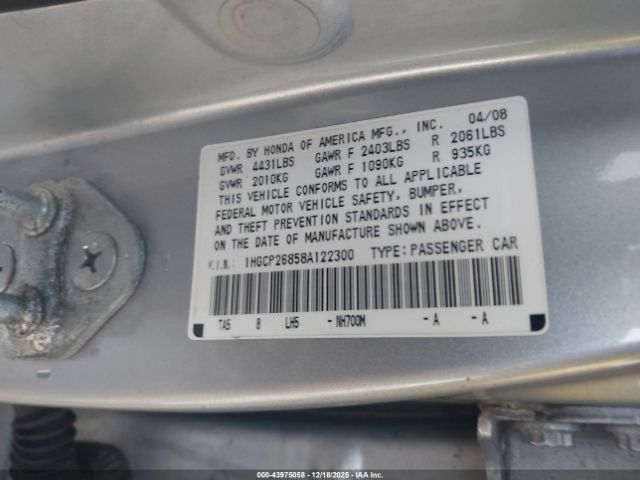 MFD. BY HONDA OF AMERICA MFG., INC. 04/08
GVWR 4431LBS GAWR F 2403LBS R 2061LBS
GVWR 2010KG GAWR F 1090KG R 935KG
THIS VEHICLE CONFORMS TO ALL APPLICABLE
FEDERAL MOTOR VEHICLE SAFETY, BUMPER,
AND THEFT PREVENTION STANDARDS IN EFFECT
ON THE DATE OF MANUFACTURE SHOWN ABOVE.
V.I.N.: 1HGCP26858A122300 TYPE: PASSENGER CAR
TA5 8 LH5 - NH700M - A - A
000-43975058 - 12/18/2025 - IAA Inc.